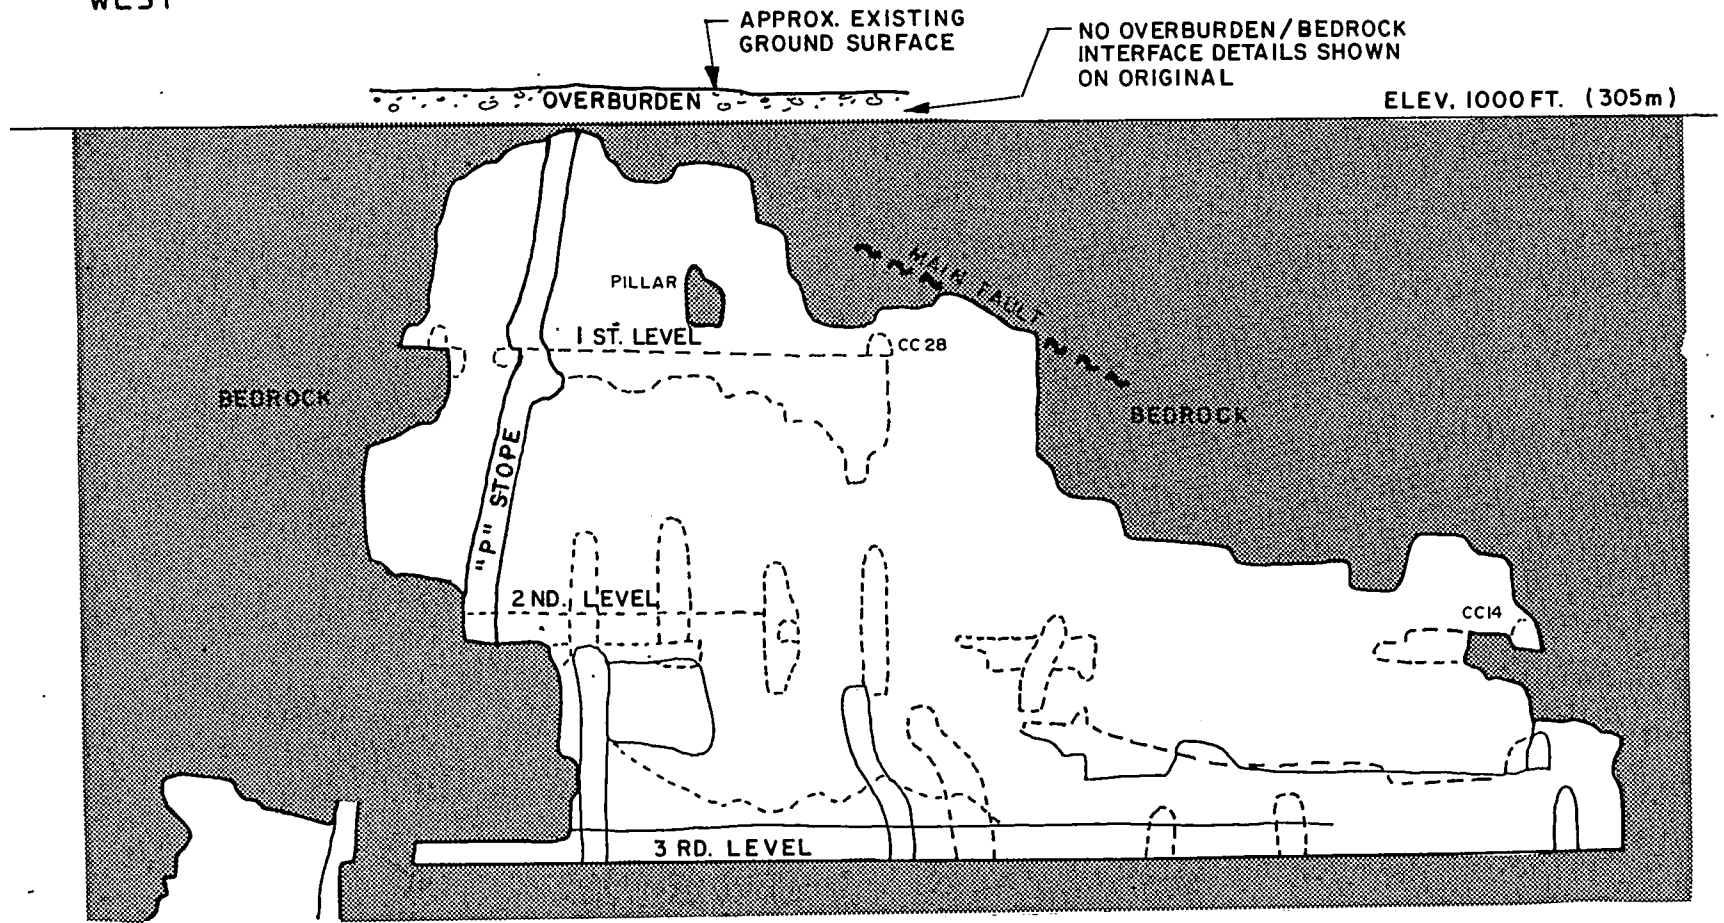 WEST
APPROX. EXISTING
GROUND SURFACE
NO OVERBURDEN/BEDROCK
INTERFACE DETAILS SHOWN
ON ORIGINAL
OVERBURDEN
ELEV. 1000 FT. (305m)
MAIN FAULT
PILLAR
1 ST. LEVEL
CC 28
BEDROCK
BEDROCK
"P" STOPE
2 ND. LEVEL
CC14
3 RD. LEVEL